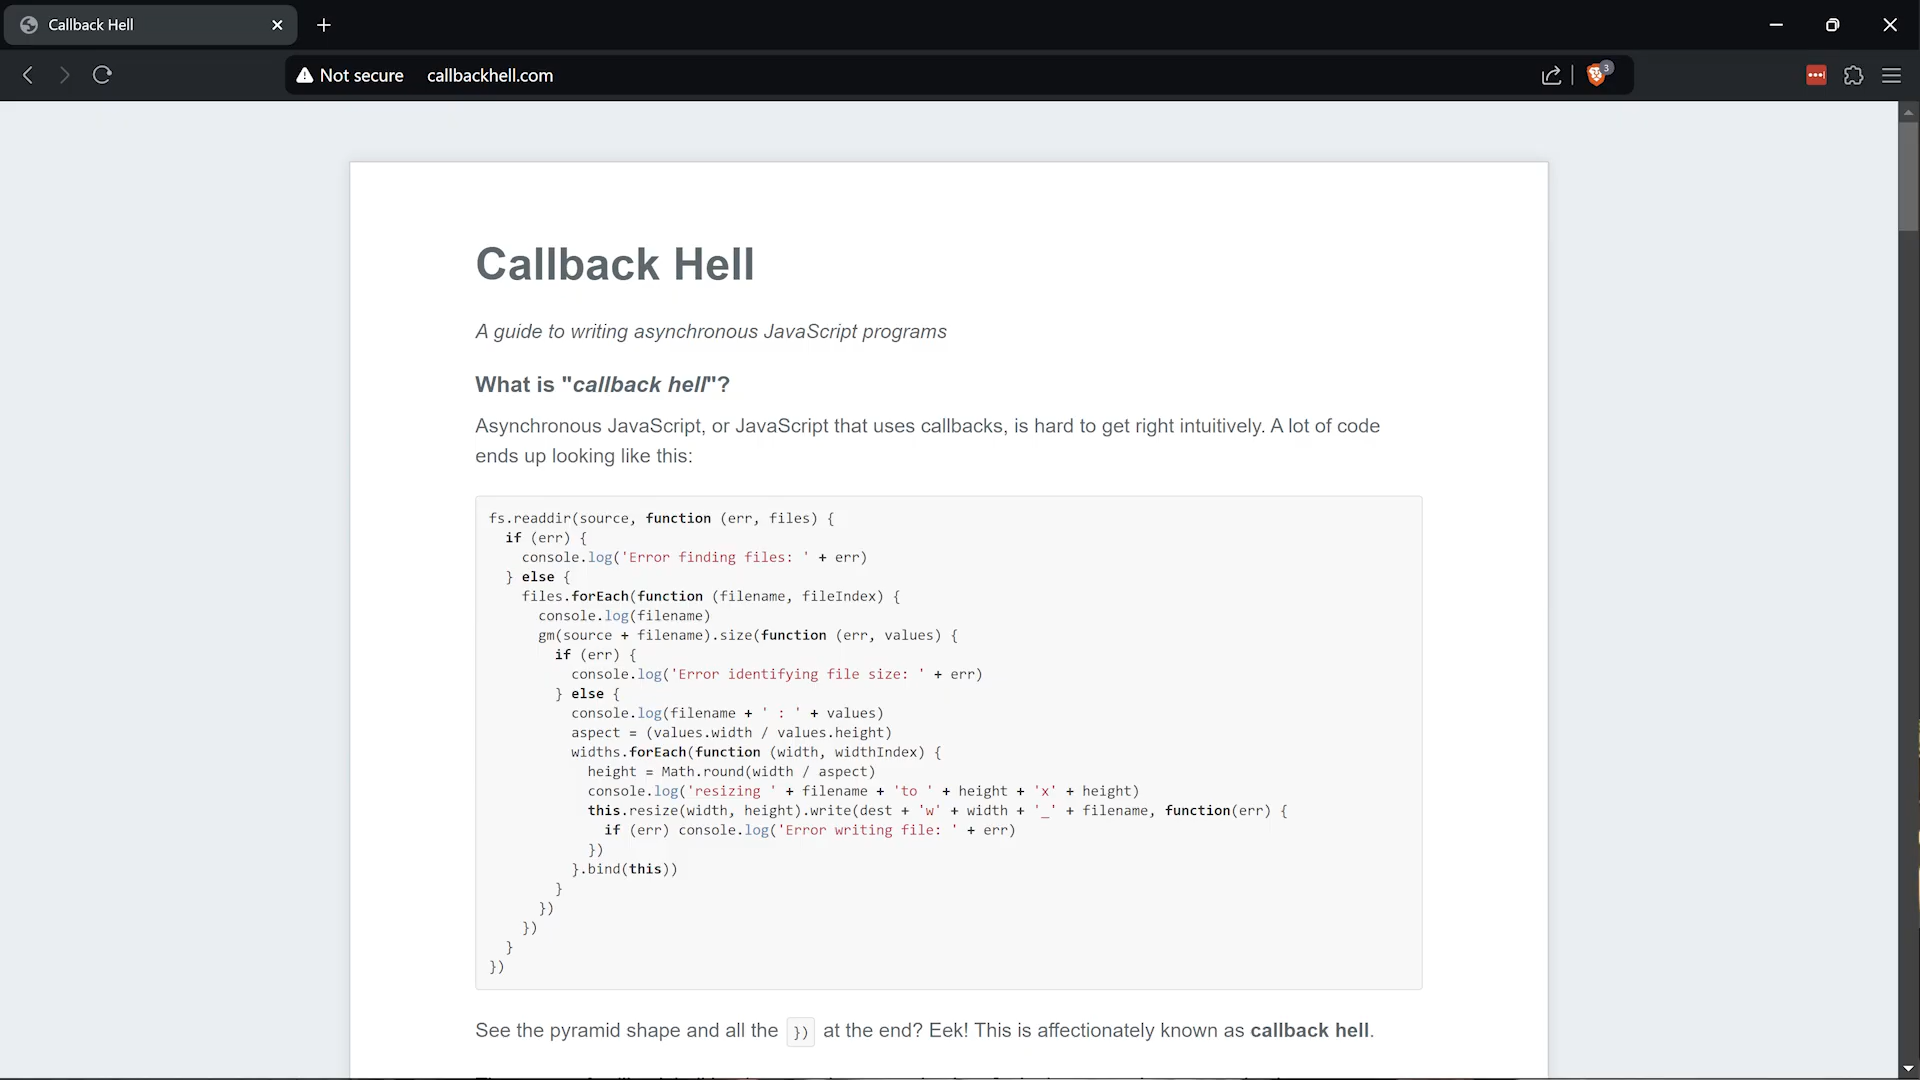 Callback Hell
Not secure callbackhell.com
3
Callback Hell
A guide to writing asynchronous JavaScript programs
What is "callback hell"?
Asynchronous JavaScript, or JavaScript that uses callbacks, is hard to get right intuitively. A lot of code
ends up looking like this:
fs.readdir(source, function (err, files) {
  if (err) {
    console.log('Error finding files: ' + err)
  } else {
    files.forEach(function (filename, fileIndex) {
      console.log(filename)
      gm(source + filename).size(function (err, values) {
        if (err) {
          console.log('Error identifying file size: ' + err)
        } else {
          console.log(filename + ' : ' + values)
          aspect = (values.width / values.height)
          widths.forEach(function (width, widthIndex) {
            height = Math.round(width / aspect)
            console.log('resizing ' + filename + 'to ' + height + 'x' + height)
            this.resize(width, height).write(dest + 'w' + width + '_' + filename, function(err) {
              if (err) console.log('Error writing file: ' + err)
            })
          }.bind(this))
        }
      })
    })
  }
})
See the pyramid shape and all the }) at the end? Eek! This is affectionately known as callback hell.